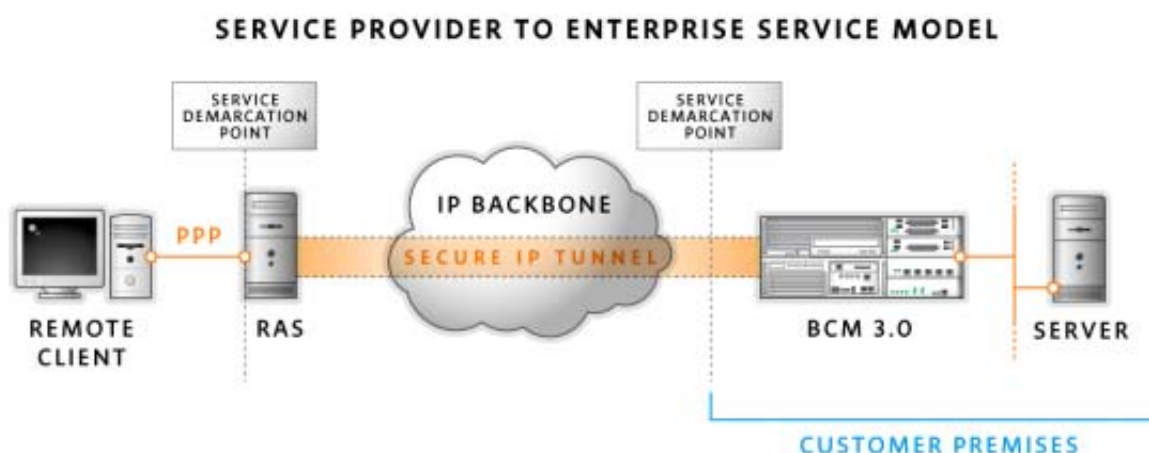 SERVICE PROVIDER TO ENTERPRISE SERVICE MODEL
SERVICE
DEMARCATION
POINT
SERVICE
DEMARCATION
POINT
IP BACKBONE
PPP
SECURE IP TUNNEL
REMOTE
CLIENT
RAS
BCM 3.0
SERVER
CUSTOMER PREMISES